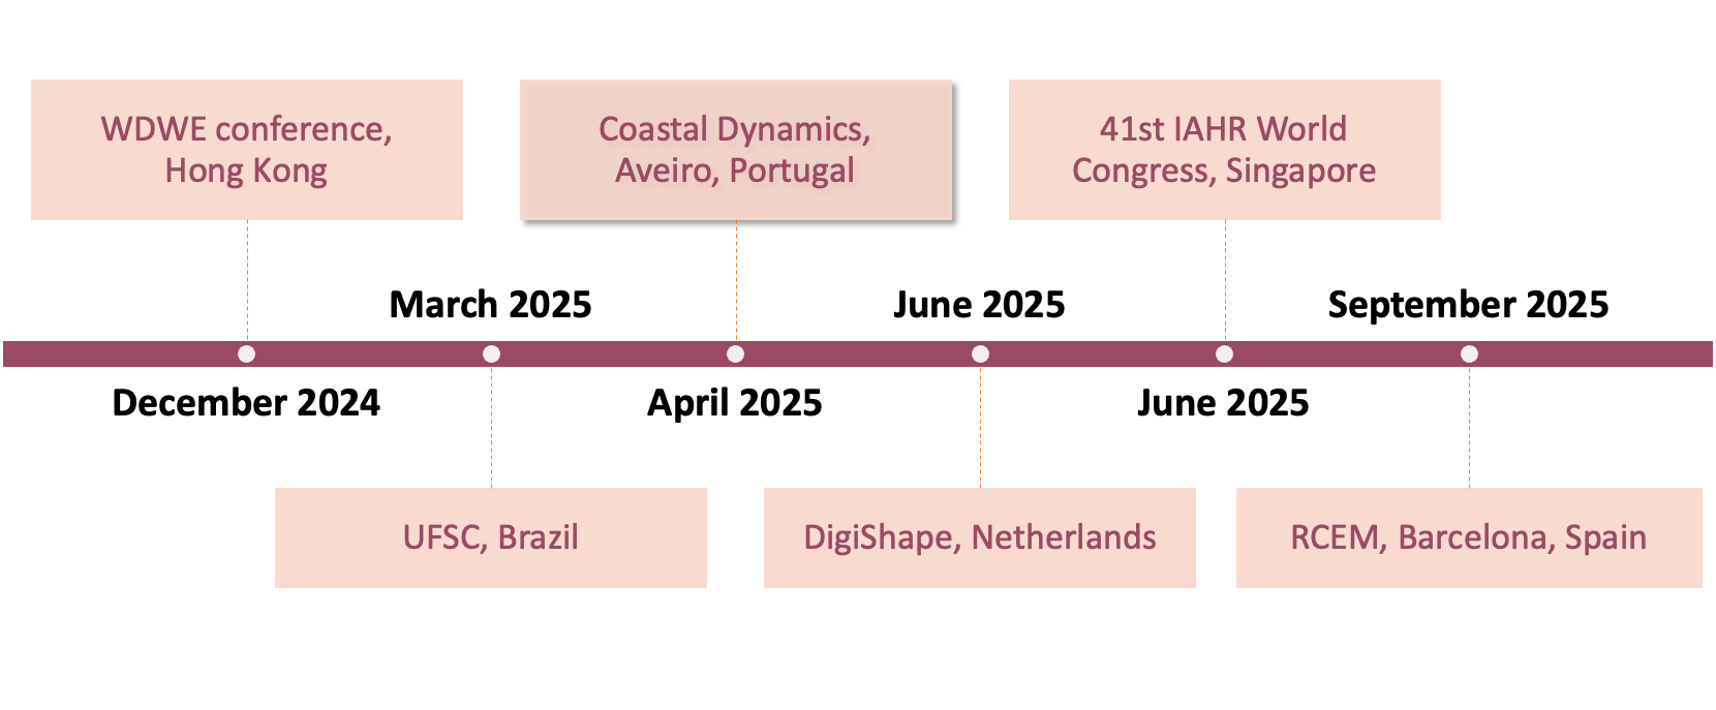 WDWE conference,
Hong Kong
Coastal Dynamics,
Aveiro, Portugal
41st IAHR World
Congress, Singapore
March 2025
June 2025
September 2025
December 2024
April 2025
June 2025
UFSC, Brazil
DigiShape, Netherlands
RCEM, Barcelona, Spain